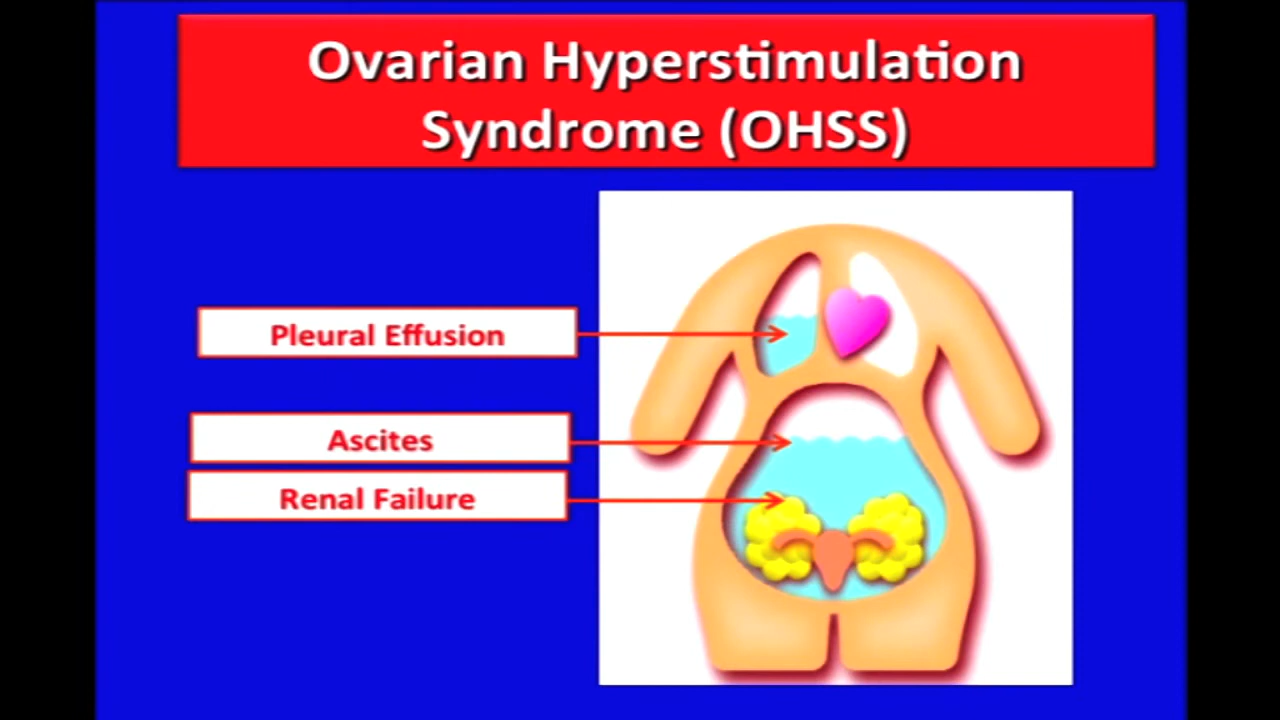 Ovarian Hyperstimulation
Syndrome (OHSS)
Pleural Effusion
Ascites
Renal Failure